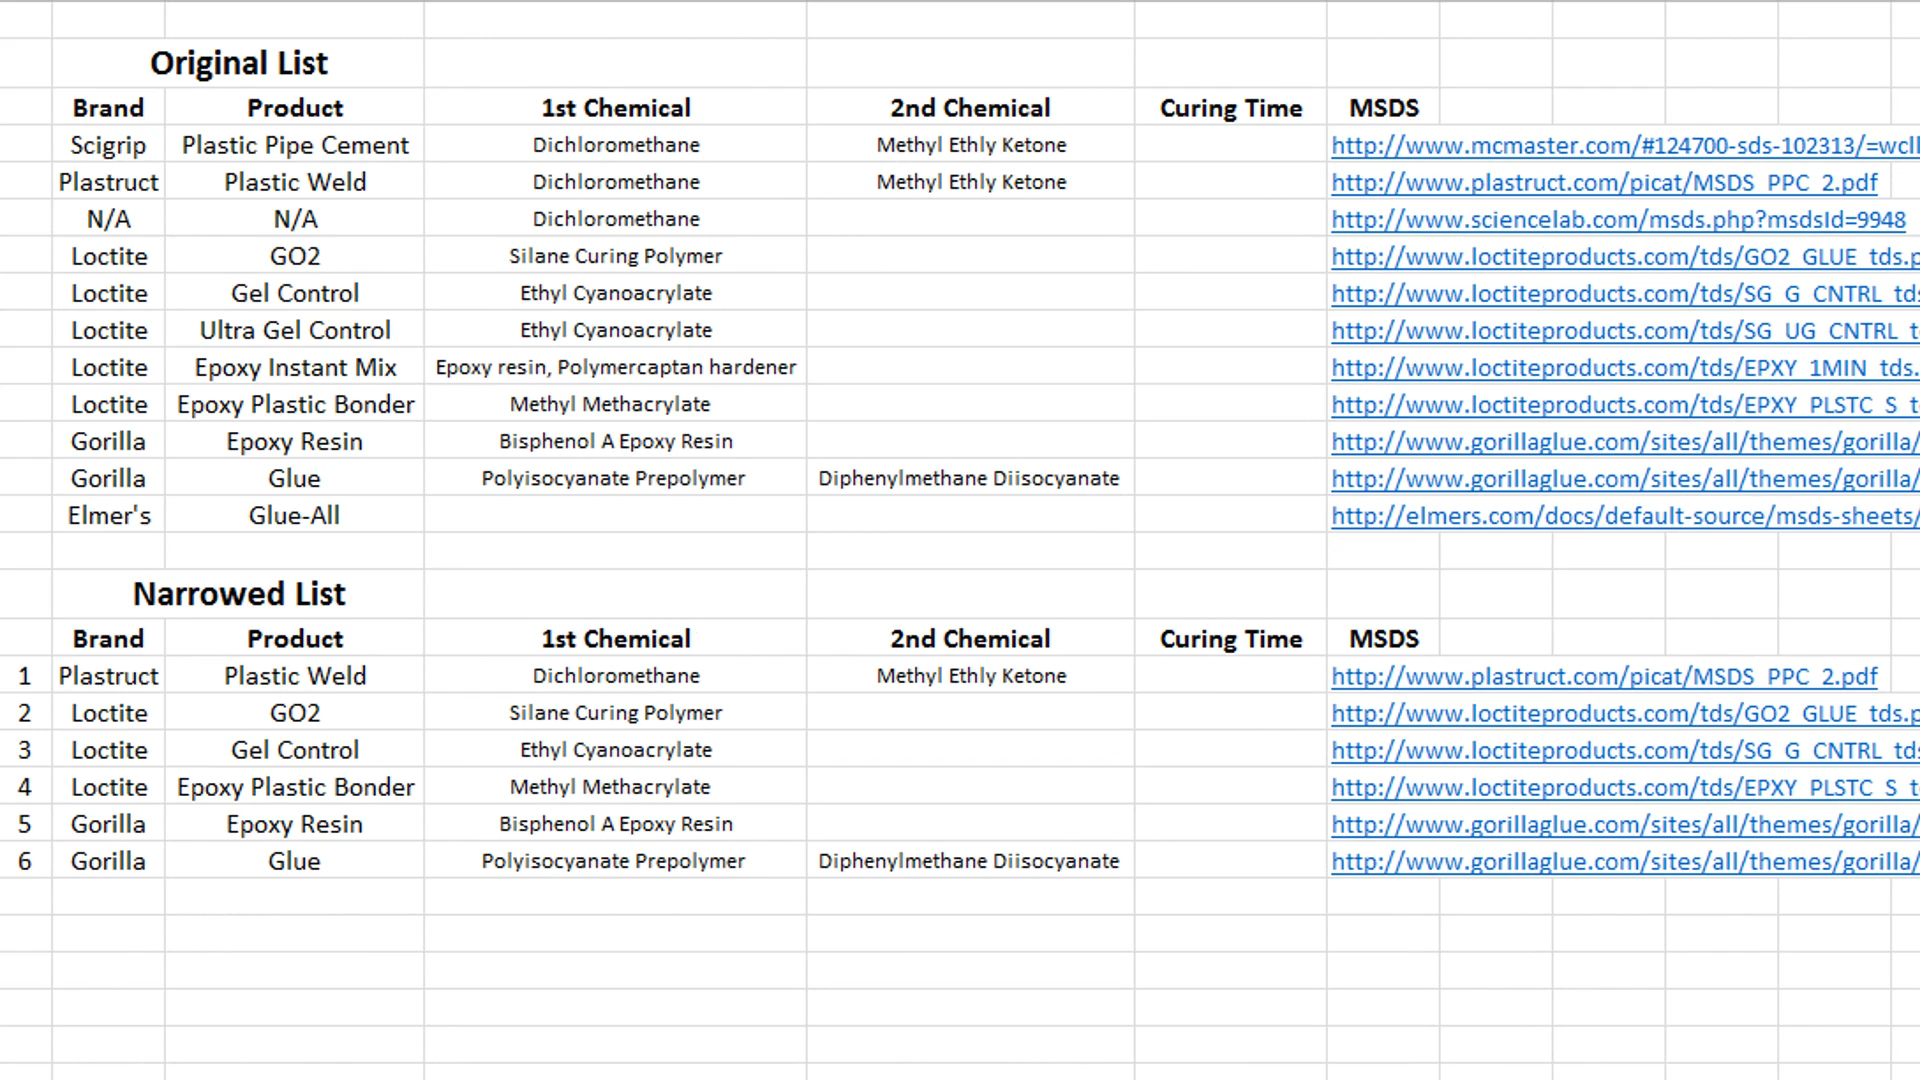 Original List
Brand Product 1st Chemical 2nd Chemical Curing Time MSDS
Scigrip Plastic Pipe Cement Dichloromethane Methyl Ethly Ketone http://www.mcmaster.com/#124700-sds-102313/=wcll
Plastruct Plastic Weld Dichloromethane Methyl Ethly Ketone http://www.plastruct.com/picat/MSDS_PPC_2.pdf
N/A N/A Dichloromethane http://www.sciencelab.com/msds.php?msdsId=9948
Loctite GO2 Silane Curing Polymer http://www.loctiteproducts.com/tds/GO2_GLUE_tds.p
Loctite Gel Control Ethyl Cyanoacrylate http://www.loctiteproducts.com/tds/SG_G_CNTRL_tds
Loctite Ultra Gel Control Ethyl Cyanoacrylate http://www.loctiteproducts.com/tds/SG_UG_CNTRL_t
Loctite Epoxy Instant Mix Epoxy resin, Polymercaptan hardener http://www.loctiteproducts.com/tds/EPXY_1MIN_tds.
Loctite Epoxy Plastic Bonder Methyl Methacrylate http://www.loctiteproducts.com/tds/EPXY_PLSTC_S_t
Gorilla Epoxy Resin Bisphenol A Epoxy Resin http://www.gorillaglue.com/sites/all/themes/gorilla/
Gorilla Glue Polyisocyanate Prepolymer Diphenylmethane Diisocyanate http://www.gorillaglue.com/sites/all/themes/gorilla/
Elmer's Glue-All http://elmers.com/docs/default-source/msds-sheets/
Narrowed List
Brand Product 1st Chemical 2nd Chemical Curing Time MSDS
1 Plastruct Plastic Weld Dichloromethane Methyl Ethly Ketone http://www.plastruct.com/picat/MSDS_PPC_2.pdf
2 Loctite GO2 Silane Curing Polymer http://www.loctiteproducts.com/tds/GO2_GLUE_tds.p
3 Loctite Gel Control Ethyl Cyanoacrylate http://www.loctiteproducts.com/tds/SG_G_CNTRL_tds
4 Loctite Epoxy Plastic Bonder Methyl Methacrylate http://www.loctiteproducts.com/tds/EPXY_PLSTC_S_t
5 Gorilla Epoxy Resin Bisphenol A Epoxy Resin http://www.gorillaglue.com/sites/all/themes/gorilla/
6 Gorilla Glue Polyisocyanate Prepolymer Diphenylmethane Diisocyanate http://www.gorillaglue.com/sites/all/themes/gorilla/